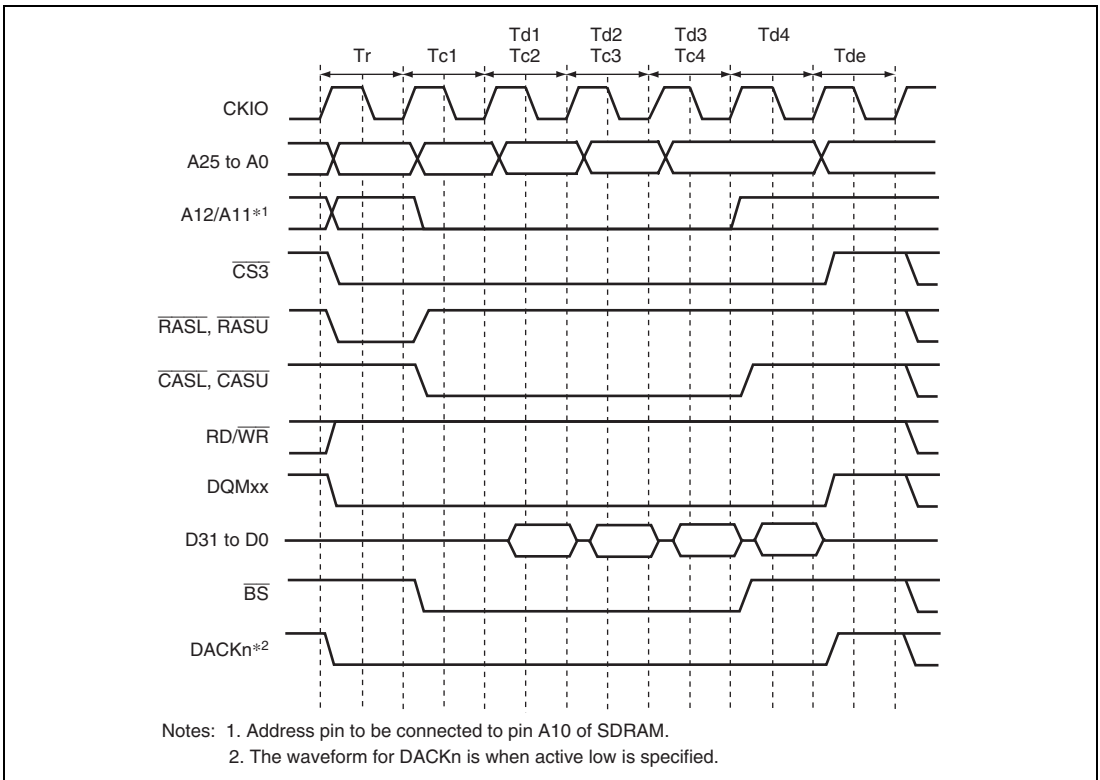 Td1 Td2 Td3 Td4
Tr Tc1 Tc2 Tc3 Tc4 Tde
CKIO
A25 to A0
A12/A11*1
CS3
RASL, RASU
CASL, CASU
RD/WR
DQMxx
D31 to D0
BS
DACKn*2
Notes: 1. Address pin to be connected to pin A10 of SDRAM.
2. The waveform for DACKn is when active low is specified.